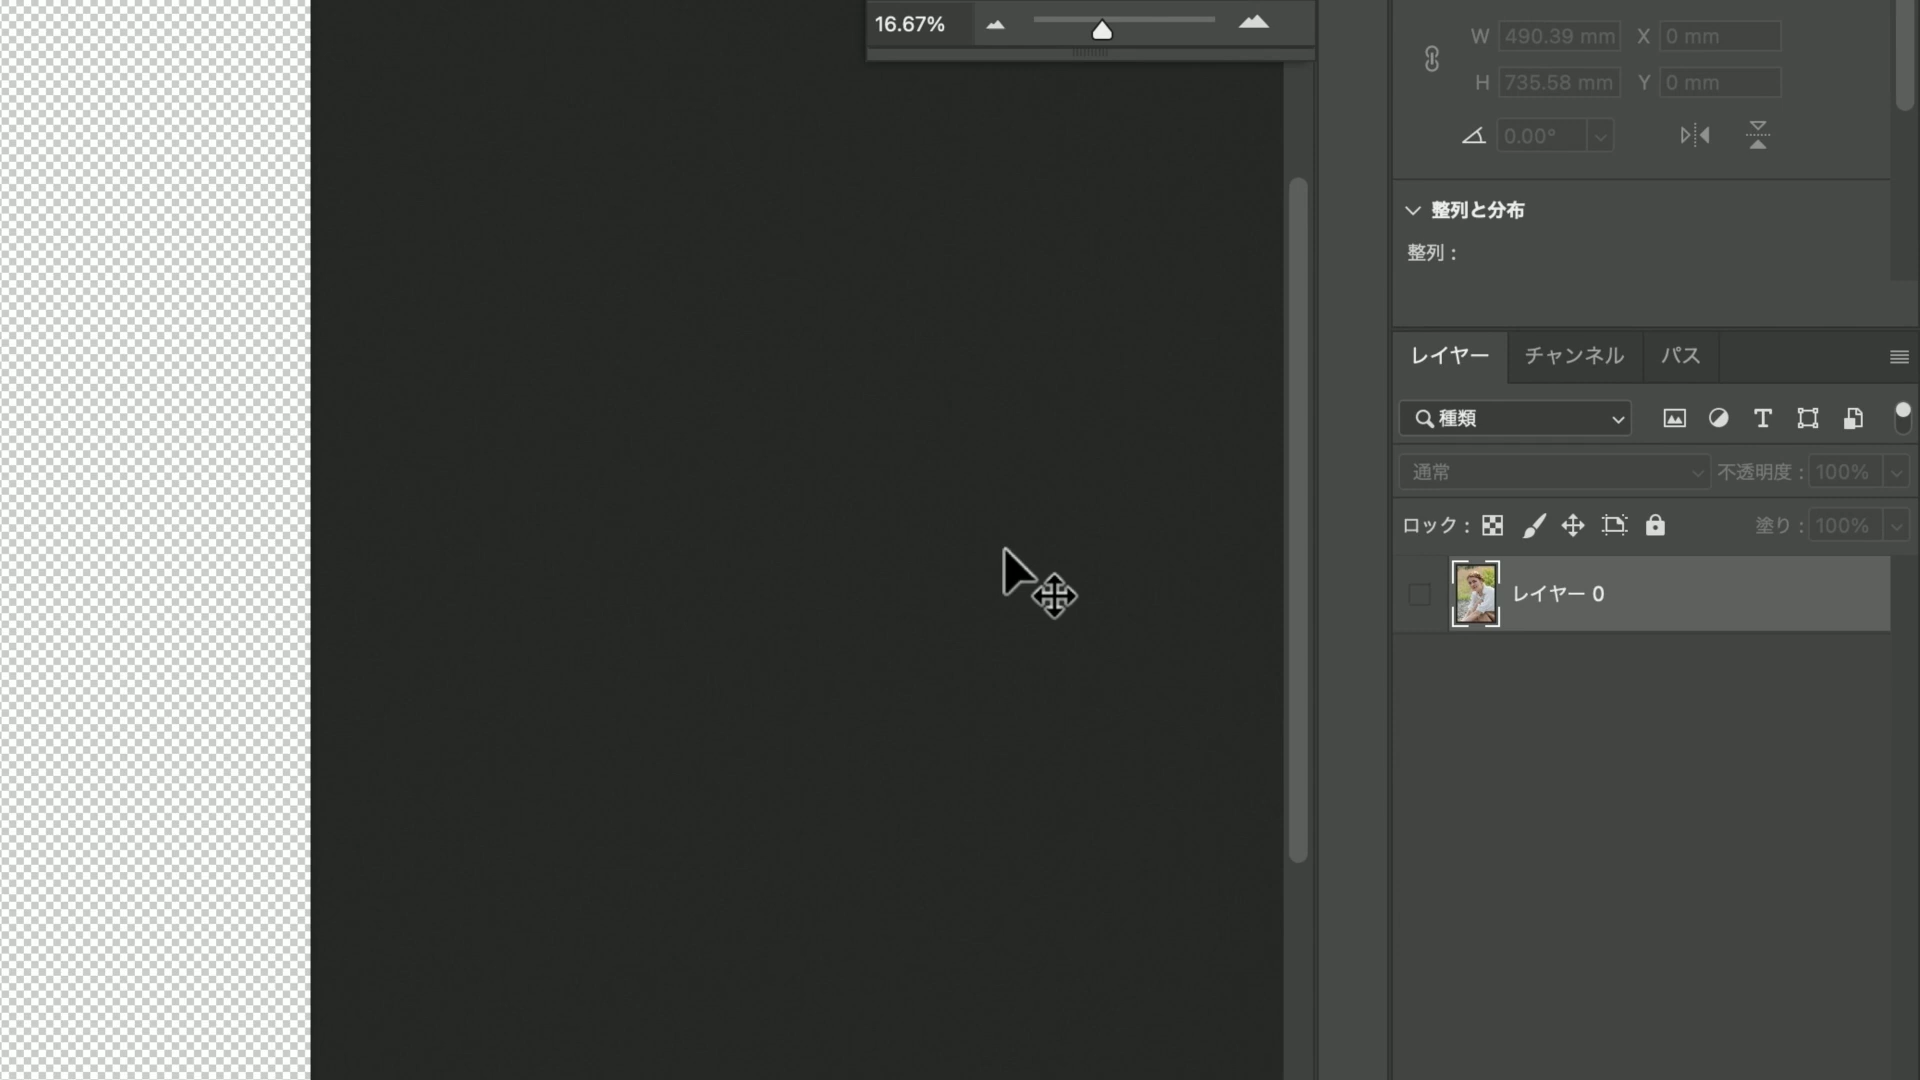 16.67%
W 490.39 mm X 0 mm
H 735.58 mm Y 0 mm
0.00°
整列と分布
整列：
レイヤー チャンネル パス
種類
通常 不透明度： 100%
ロック： 塗り： 100%
レイヤー 0